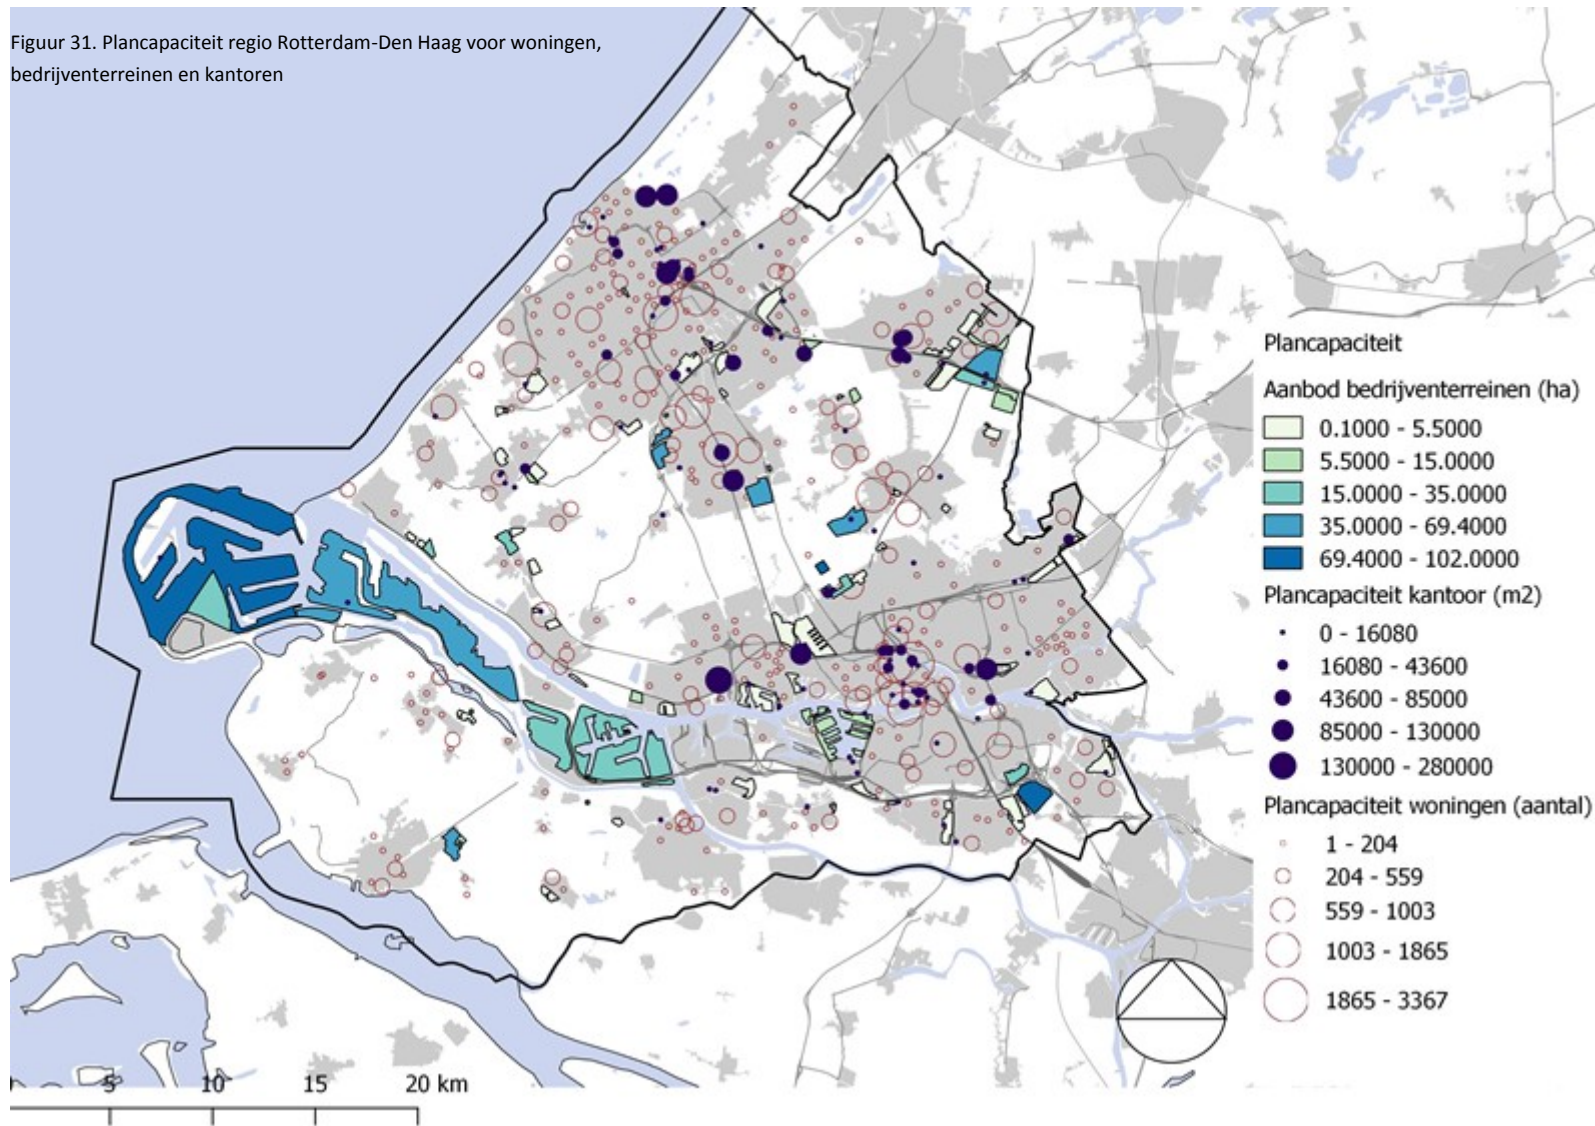 Figuur 31. Plancapaciteit regio Rotterdam-Den Haag voor woningen,
bedrijventerreinen en kantoren
Plancapaciteit
Aanbod bedrijventerreinen (ha)
0.1000 - 5.5000
5.5000 - 15.0000
15.0000 - 35.0000
35.0000 - 69.4000
69.4000 - 102.0000
Plancapaciteit kantoor (m2)
0 - 16080
16080 - 43600
43600 - 85000
85000 - 130000
130000 - 280000
Plancapaciteit woningen (aantal)
1 - 204
204 - 559
559 - 1003
1003 - 1865
1865 - 3367
5 10 15 20 km